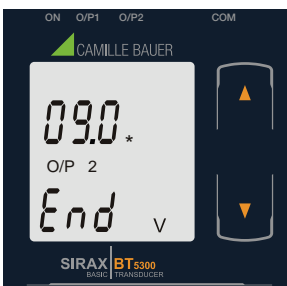 ON O/P1 O/P2 COM
CAMILLE BAUER
09.0 *
O/P 2
End V
SIRAX BT5300
BASIC TRANSDUCER